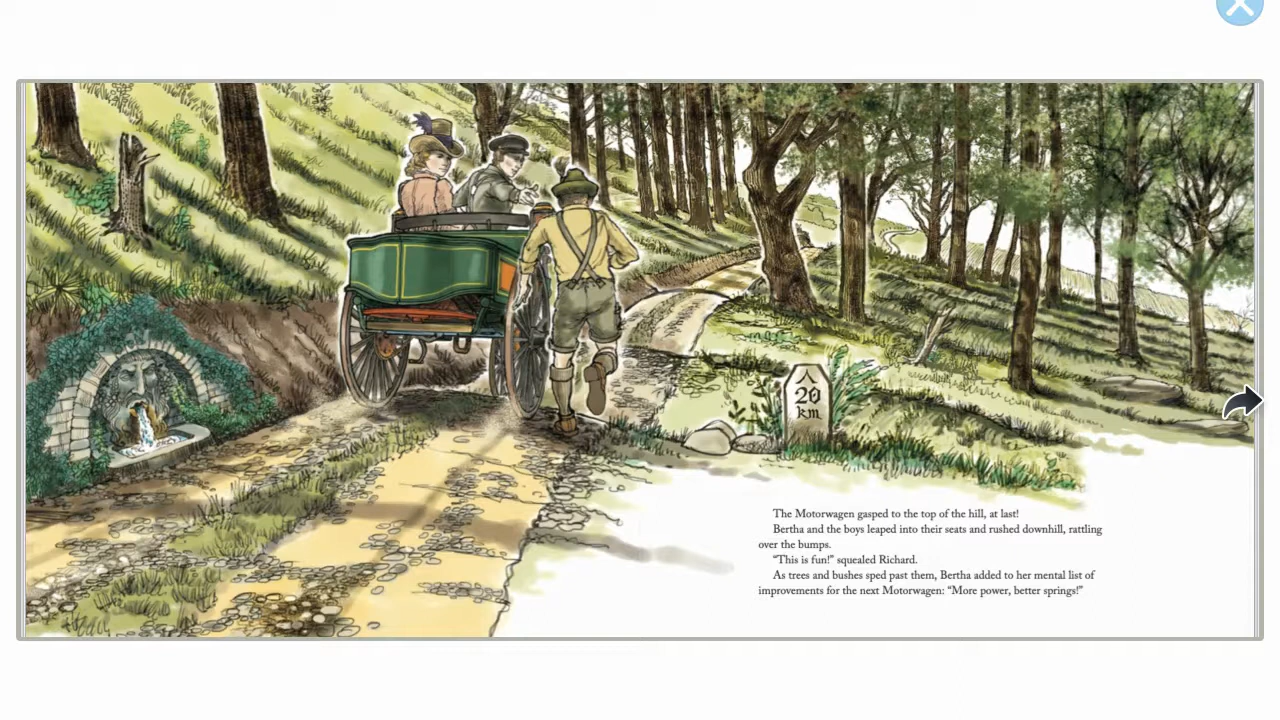 20
km
The Motorwagen gasped to the top of the hill, at last!
Bertha and the boys leaped into their seats and rushed downhill, rattling
over the bumps.
“This is fun!” squealed Richard.
As trees and bushes sped past them, Bertha added to her mental list of
improvements for the next Motorwagen: “More power, better springs!”